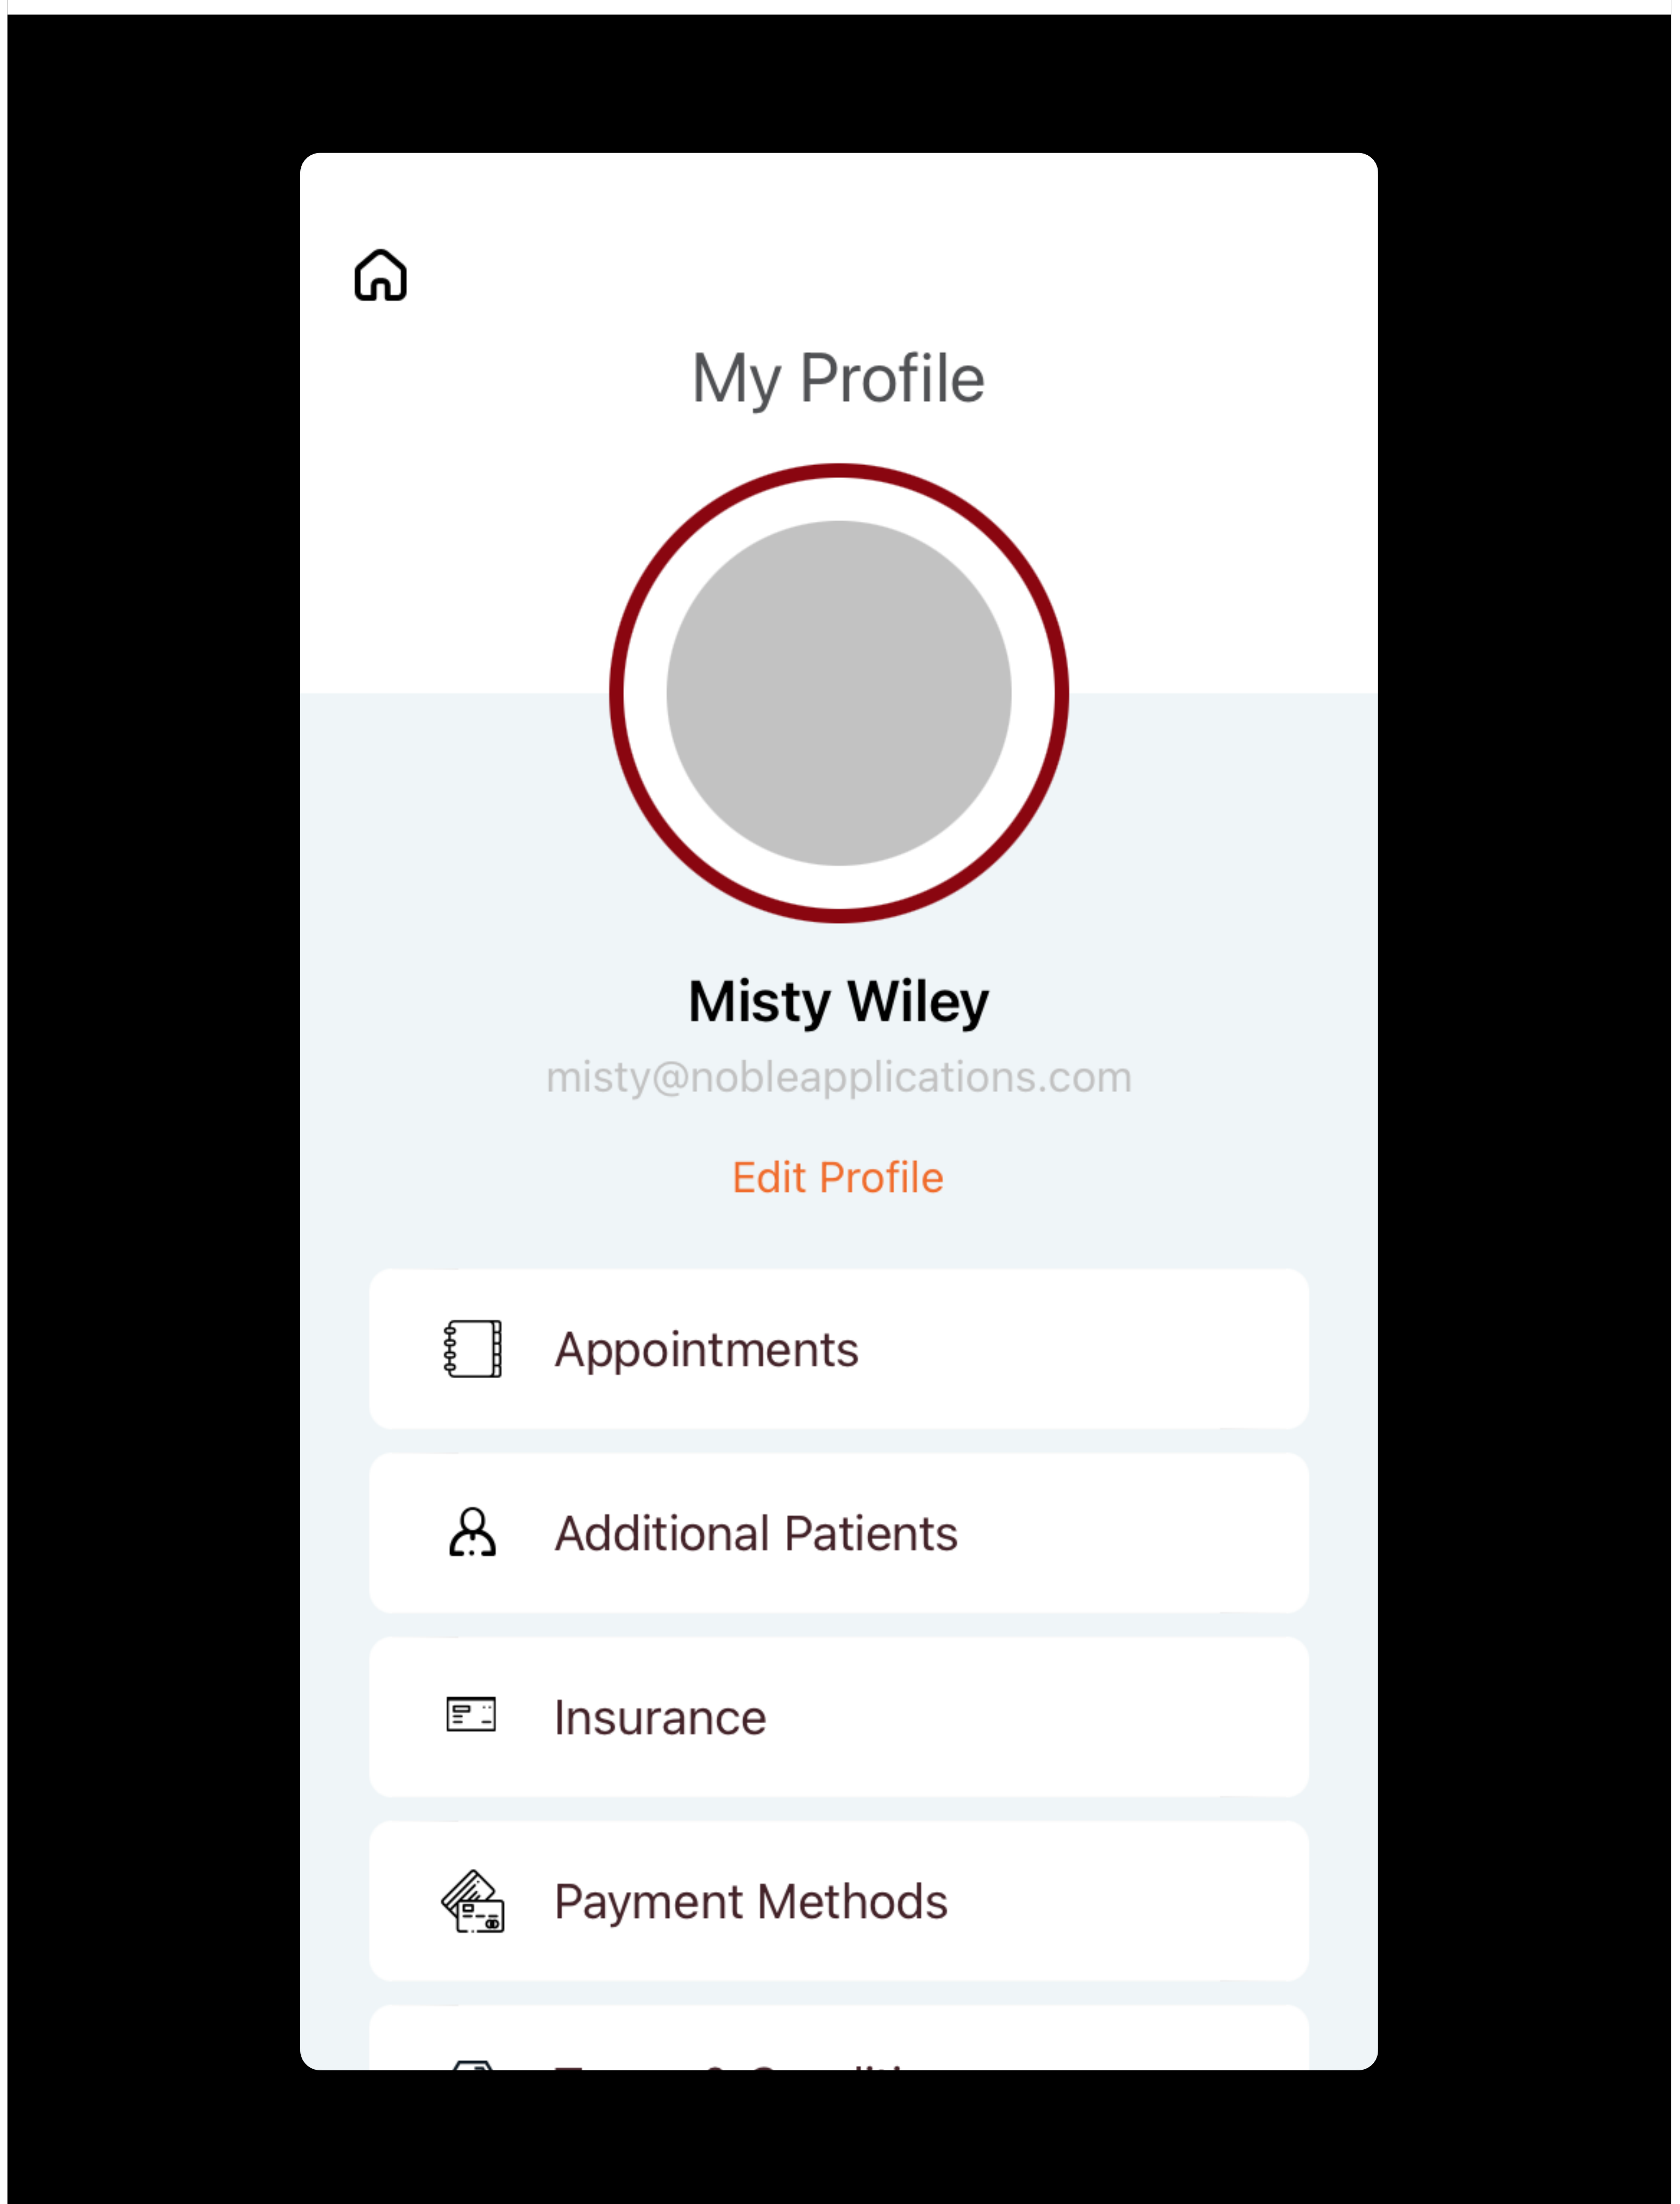 My Profile
Misty Wiley
misty@nobleapplications.com
Edit Profile
Appointments
Additional Patients
Insurance
Payment Methods